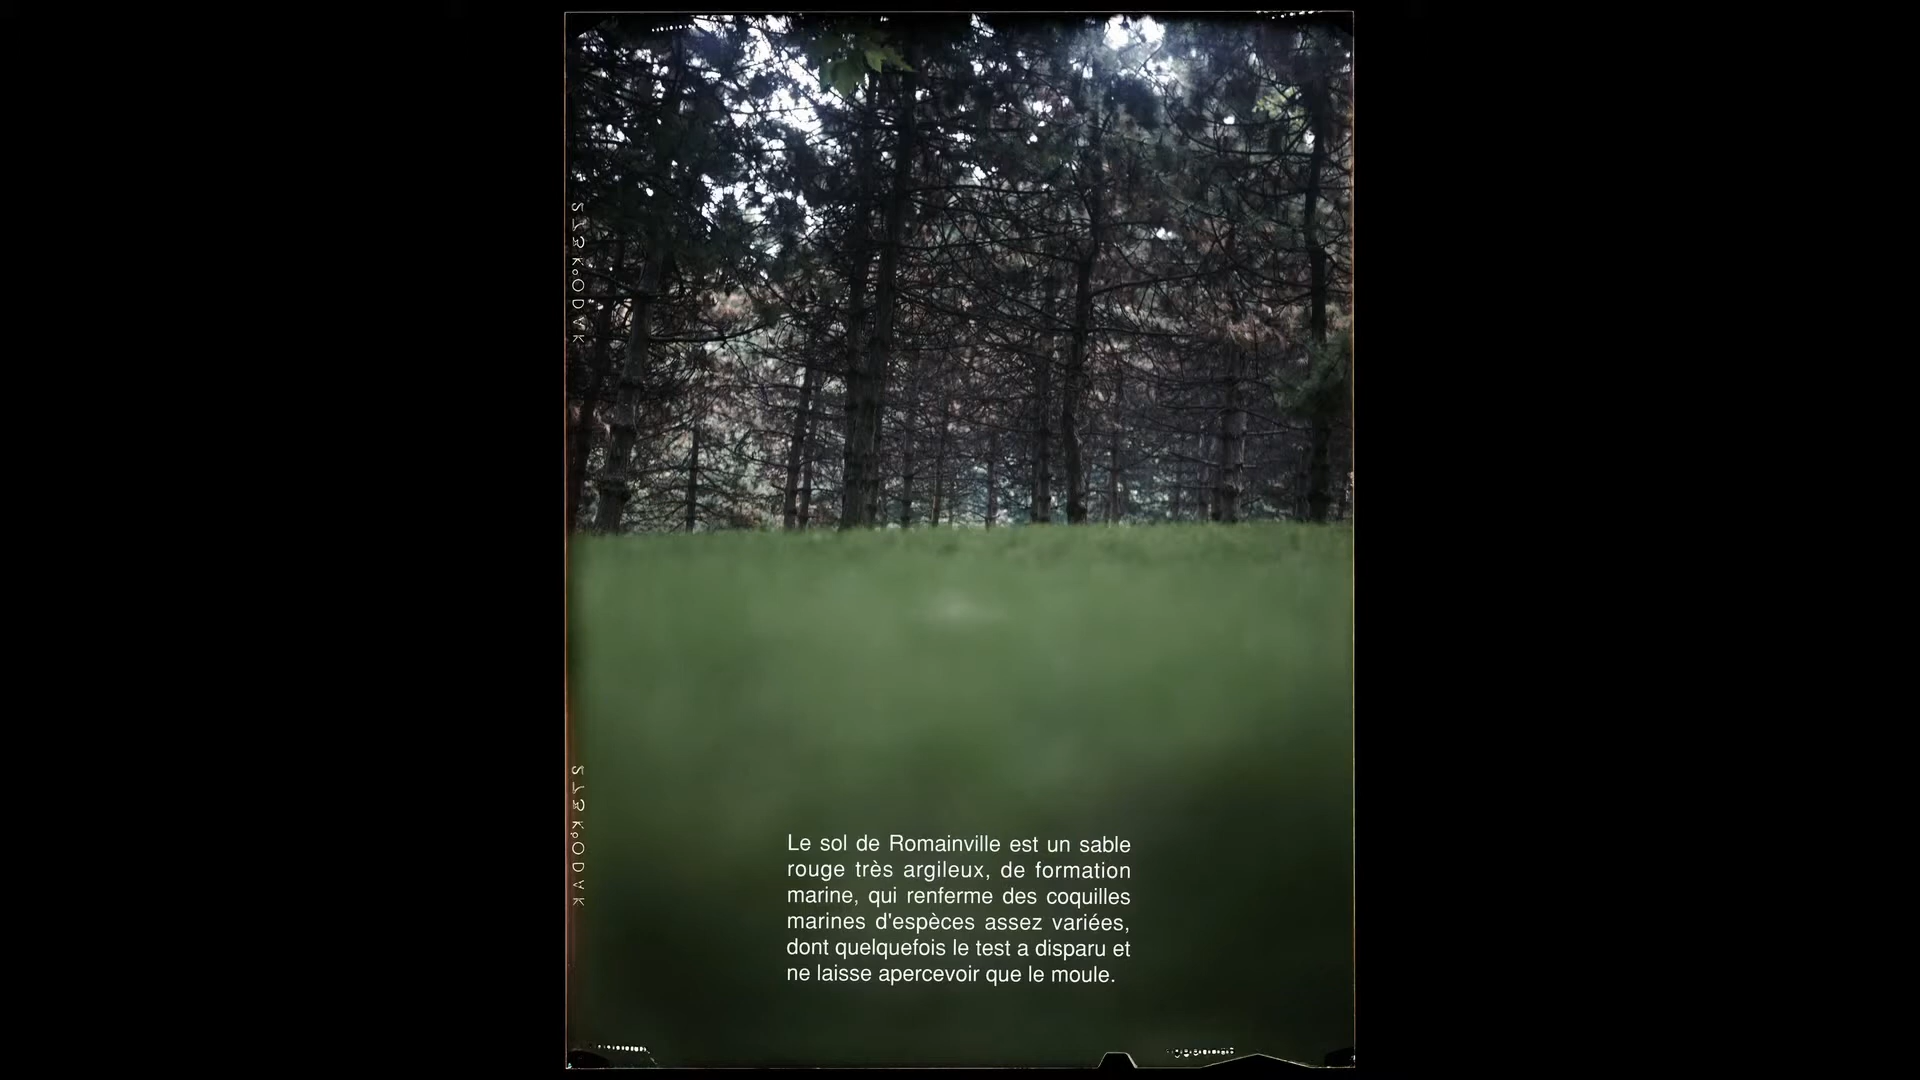 Le sol de Romainville est un sable
rouge très argileux, de formation
marine, qui renferme des coquilles
marines d'espèces assez variées,
dont quelquefois le test a disparu et
ne laisse apercevoir que le moule.